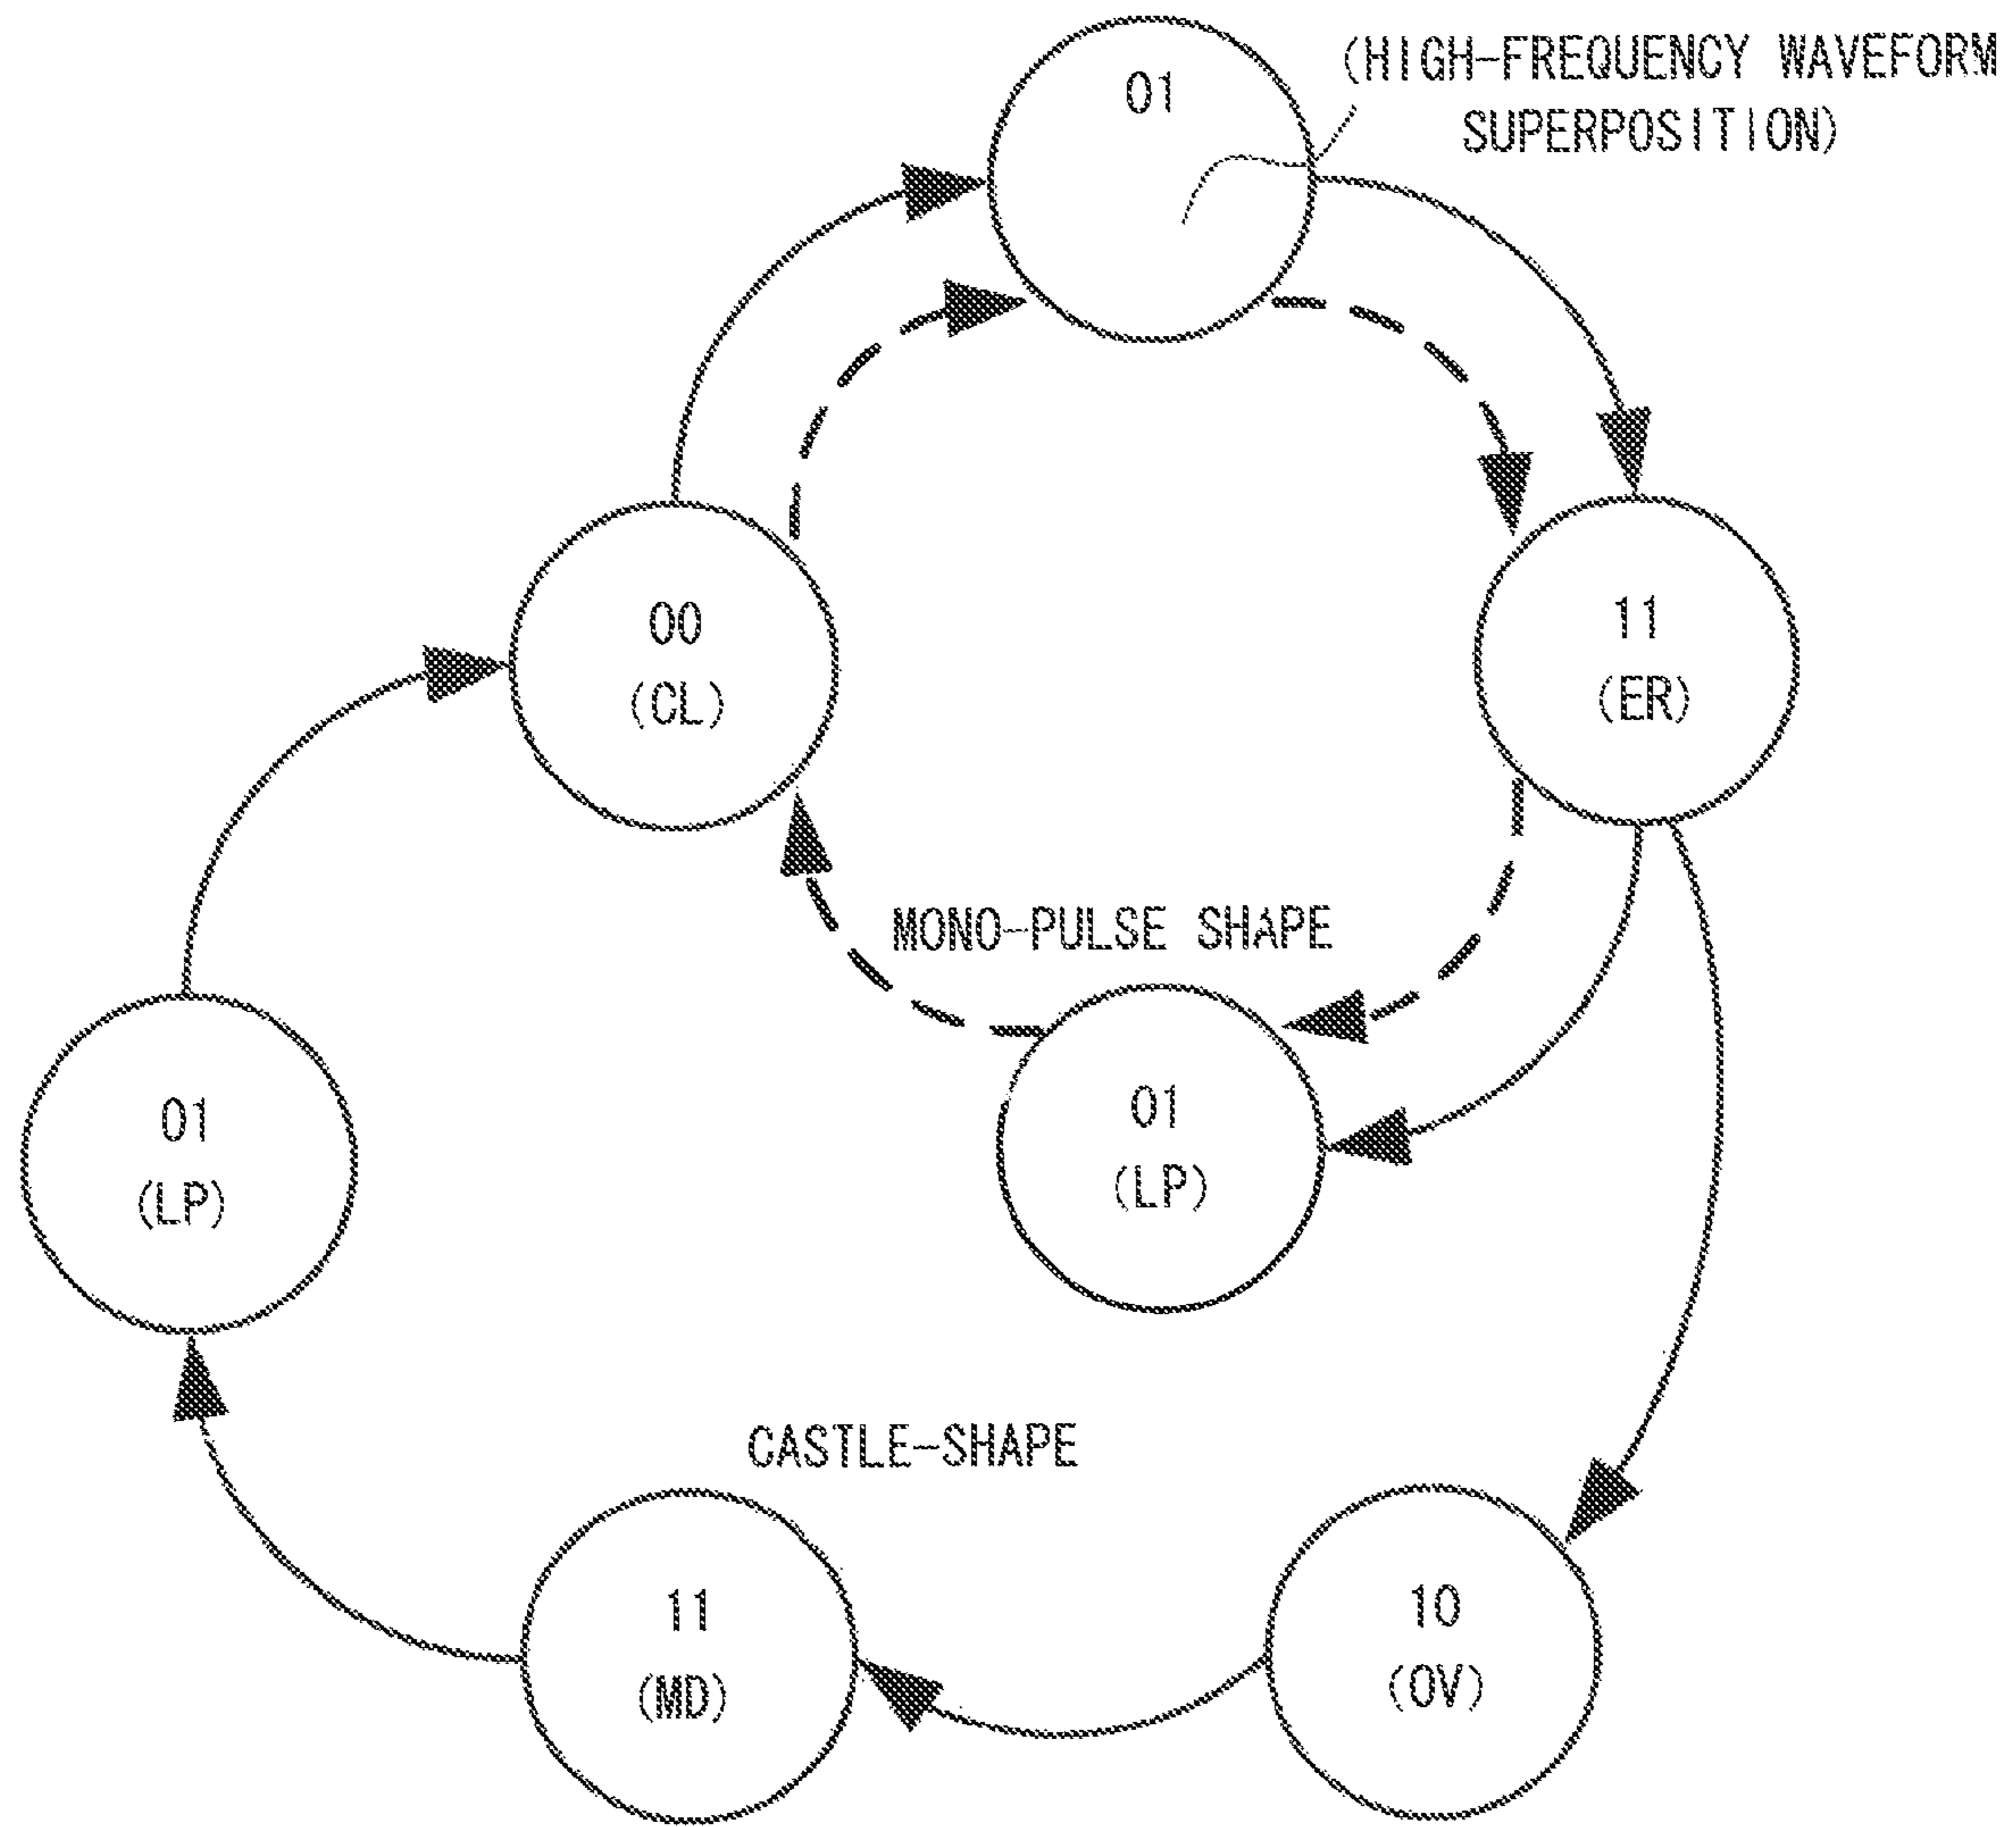 01
(HIGH-FREQUENCY WAVEFORM
SUPERPOSITION)
00
(CL)
11
(ER)
MONO-PULSE SHAPE
01
(LP)
01
(LP)
CASTLE-SHAPE
11
(MD)
10
(OV)